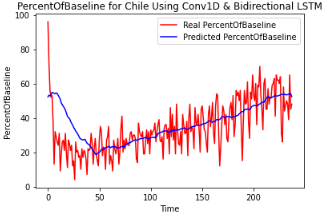 PercentOfBaseline for Chile Using Conv1D & Bidirectional LSTM
Real PercentOfBaseline
Predicted PercentOfBaseline
PercentOfBaseline
100
80
60
40
20
0
0
50
100
150
200
Time